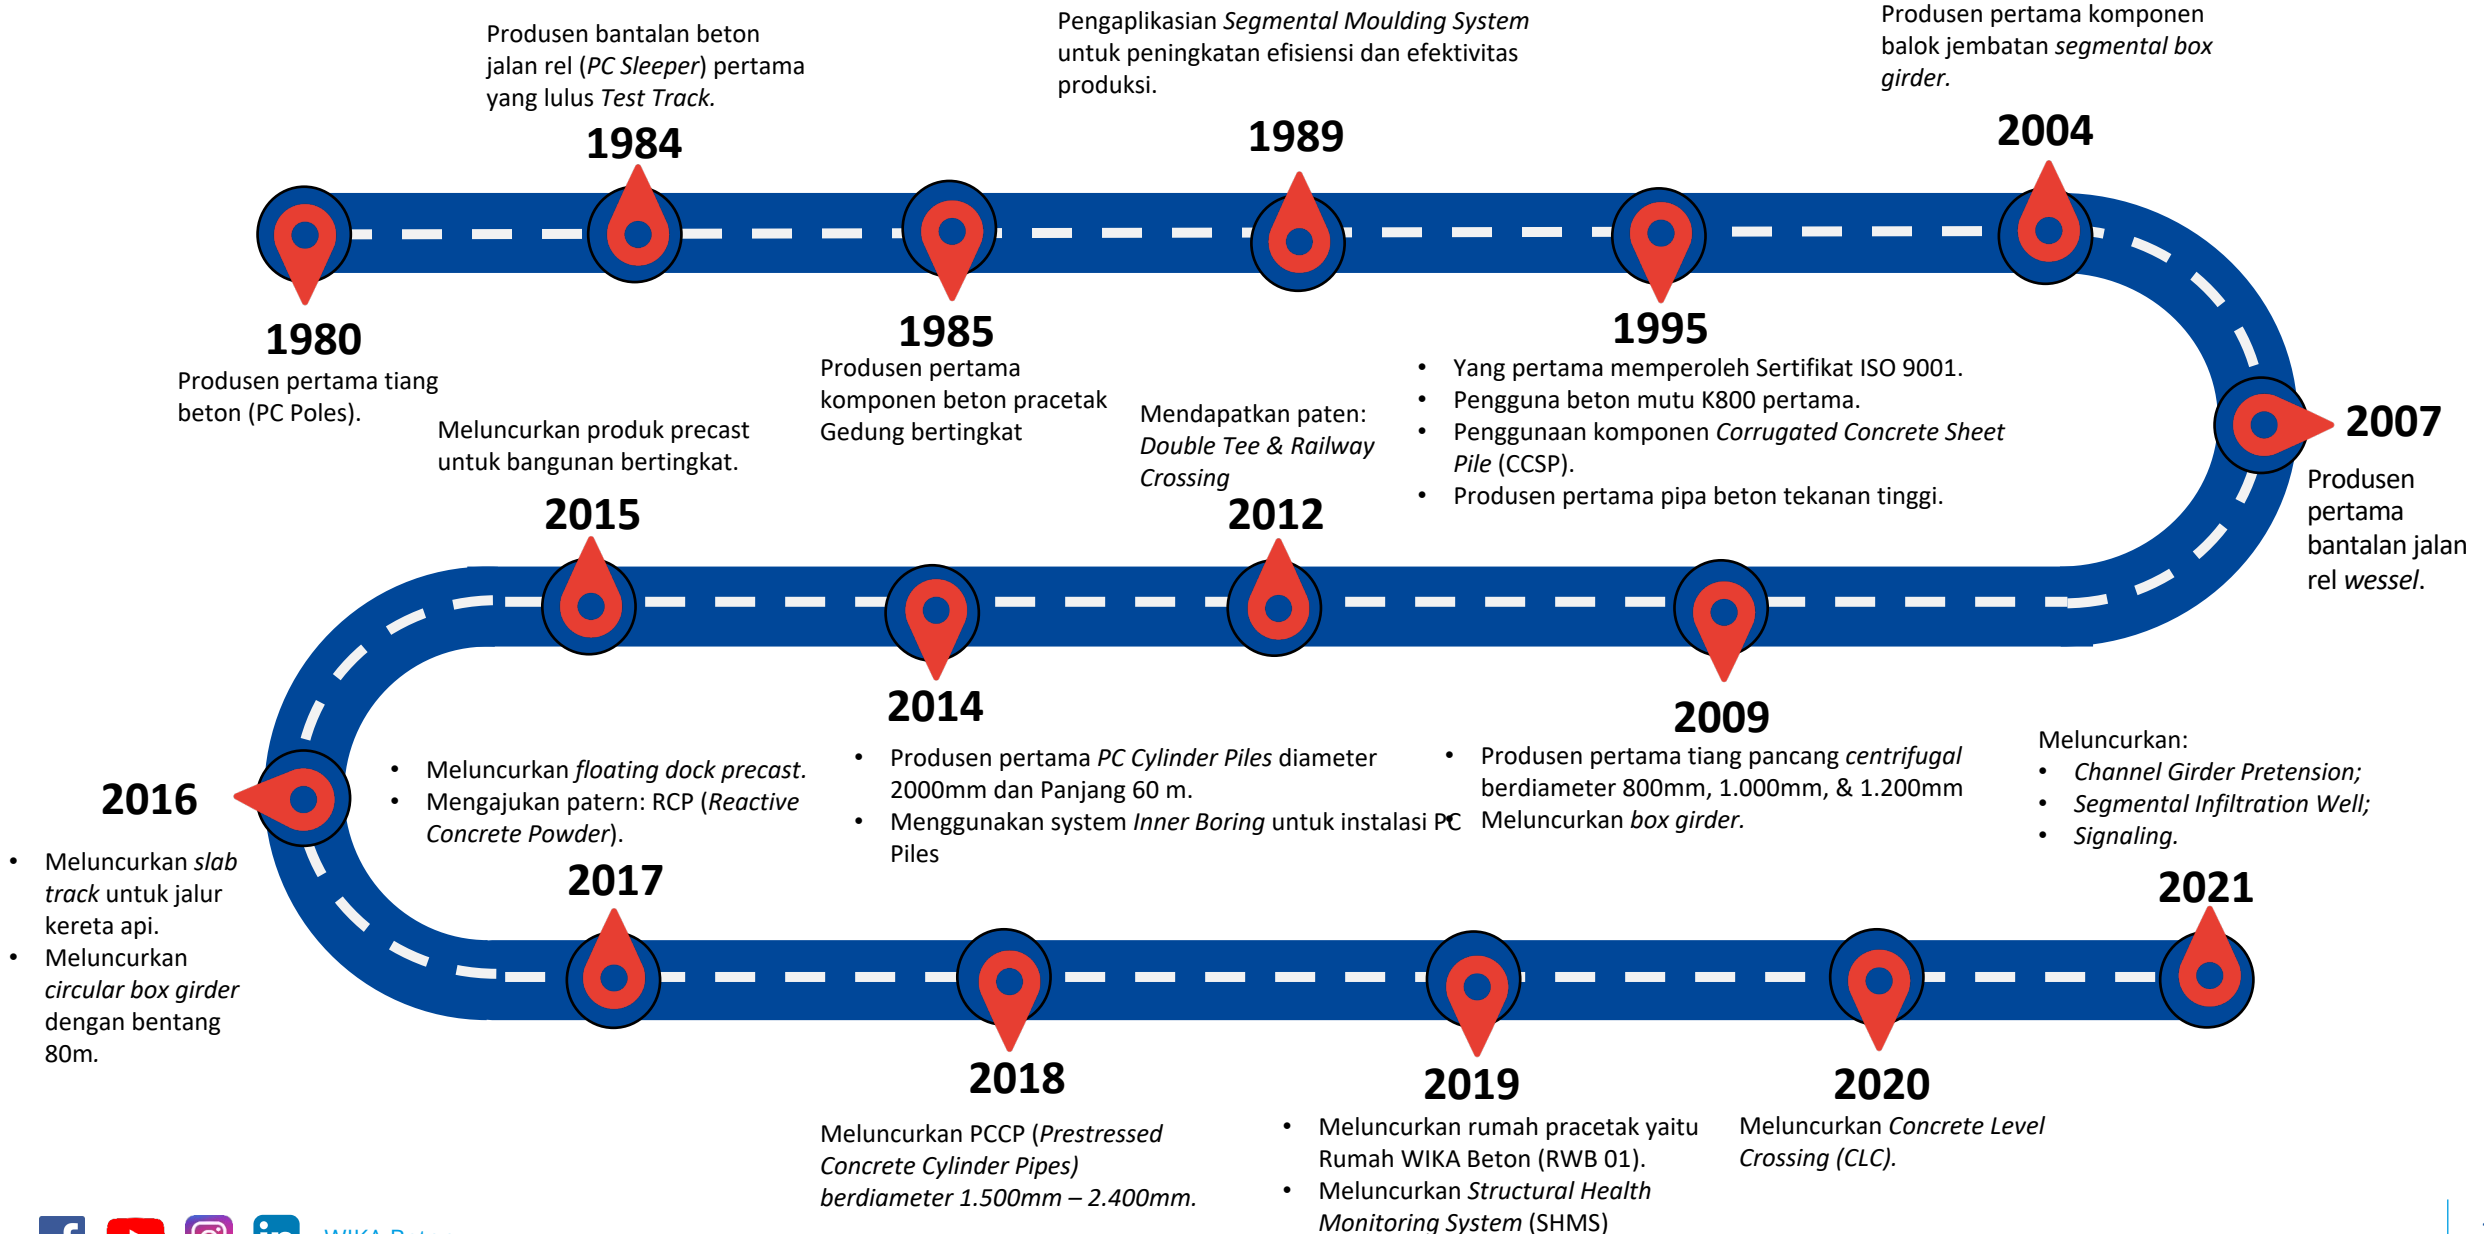 Produsen bantalan beton
jalan rel (PC Sleeper) pertama
yang lulus Test Track.
1984
Pengaplikasian Segmental Moulding System
untuk peningkatan efisiensi dan efektivitas
produksi.
1989
Produsen pertama komponen
balok jembatan segmental box
girder.
2004
1980
Produsen pertama tiang
beton (PC Poles).
1985
Produsen pertama
komponen beton pracetak
Gedung bertingkat
1995
• Yang pertama memperoleh Sertifikat ISO 9001.
• Pengguna beton mutu K800 pertama.
• Penggunaan komponen Corrugated Concrete Sheet
Pile (CCSP).
• Produsen pertama pipa beton tekanan tinggi.
2007
Produsen
pertama
bantalan jalan
rel wessel.
Meluncurkan produk precast
untuk bangunan bertingkat.
2015
Mendapatkan paten:
Double Tee & Railway
Crossing
2012
2014
• Produsen pertama PC Cylinder Piles diameter
2000mm dan Panjang 60 m.
• Menggunakan system Inner Boring untuk instalasi PC
Piles
2009
• Produsen pertama tiang pancang centrifugal
berdiameter 800mm, 1.000mm, & 1.200mm
• Meluncurkan box girder.
2016
• Meluncurkan slab
track untuk jalur
kereta api.
• Meluncurkan
circular box girder
dengan bentang
80m.
• Meluncurkan floating dock precast.
• Mengajukan patern: RCP (Reactive
Concrete Powder).
2017
Meluncurkan:
• Channel Girder Pretension;
• Segmental Infiltration Well;
• Signaling.
2021
2018
Meluncurkan PCCP (Prestressed
Concrete Cylinder Pipes)
berdiameter 1.500mm – 2.400mm.
2019
• Meluncurkan rumah pracetak yaitu
Rumah WIKA Beton (RWB 01).
• Meluncurkan Structural Health
Monitoring System (SHMS)
2020
Meluncurkan Concrete Level
Crossing (CLC).